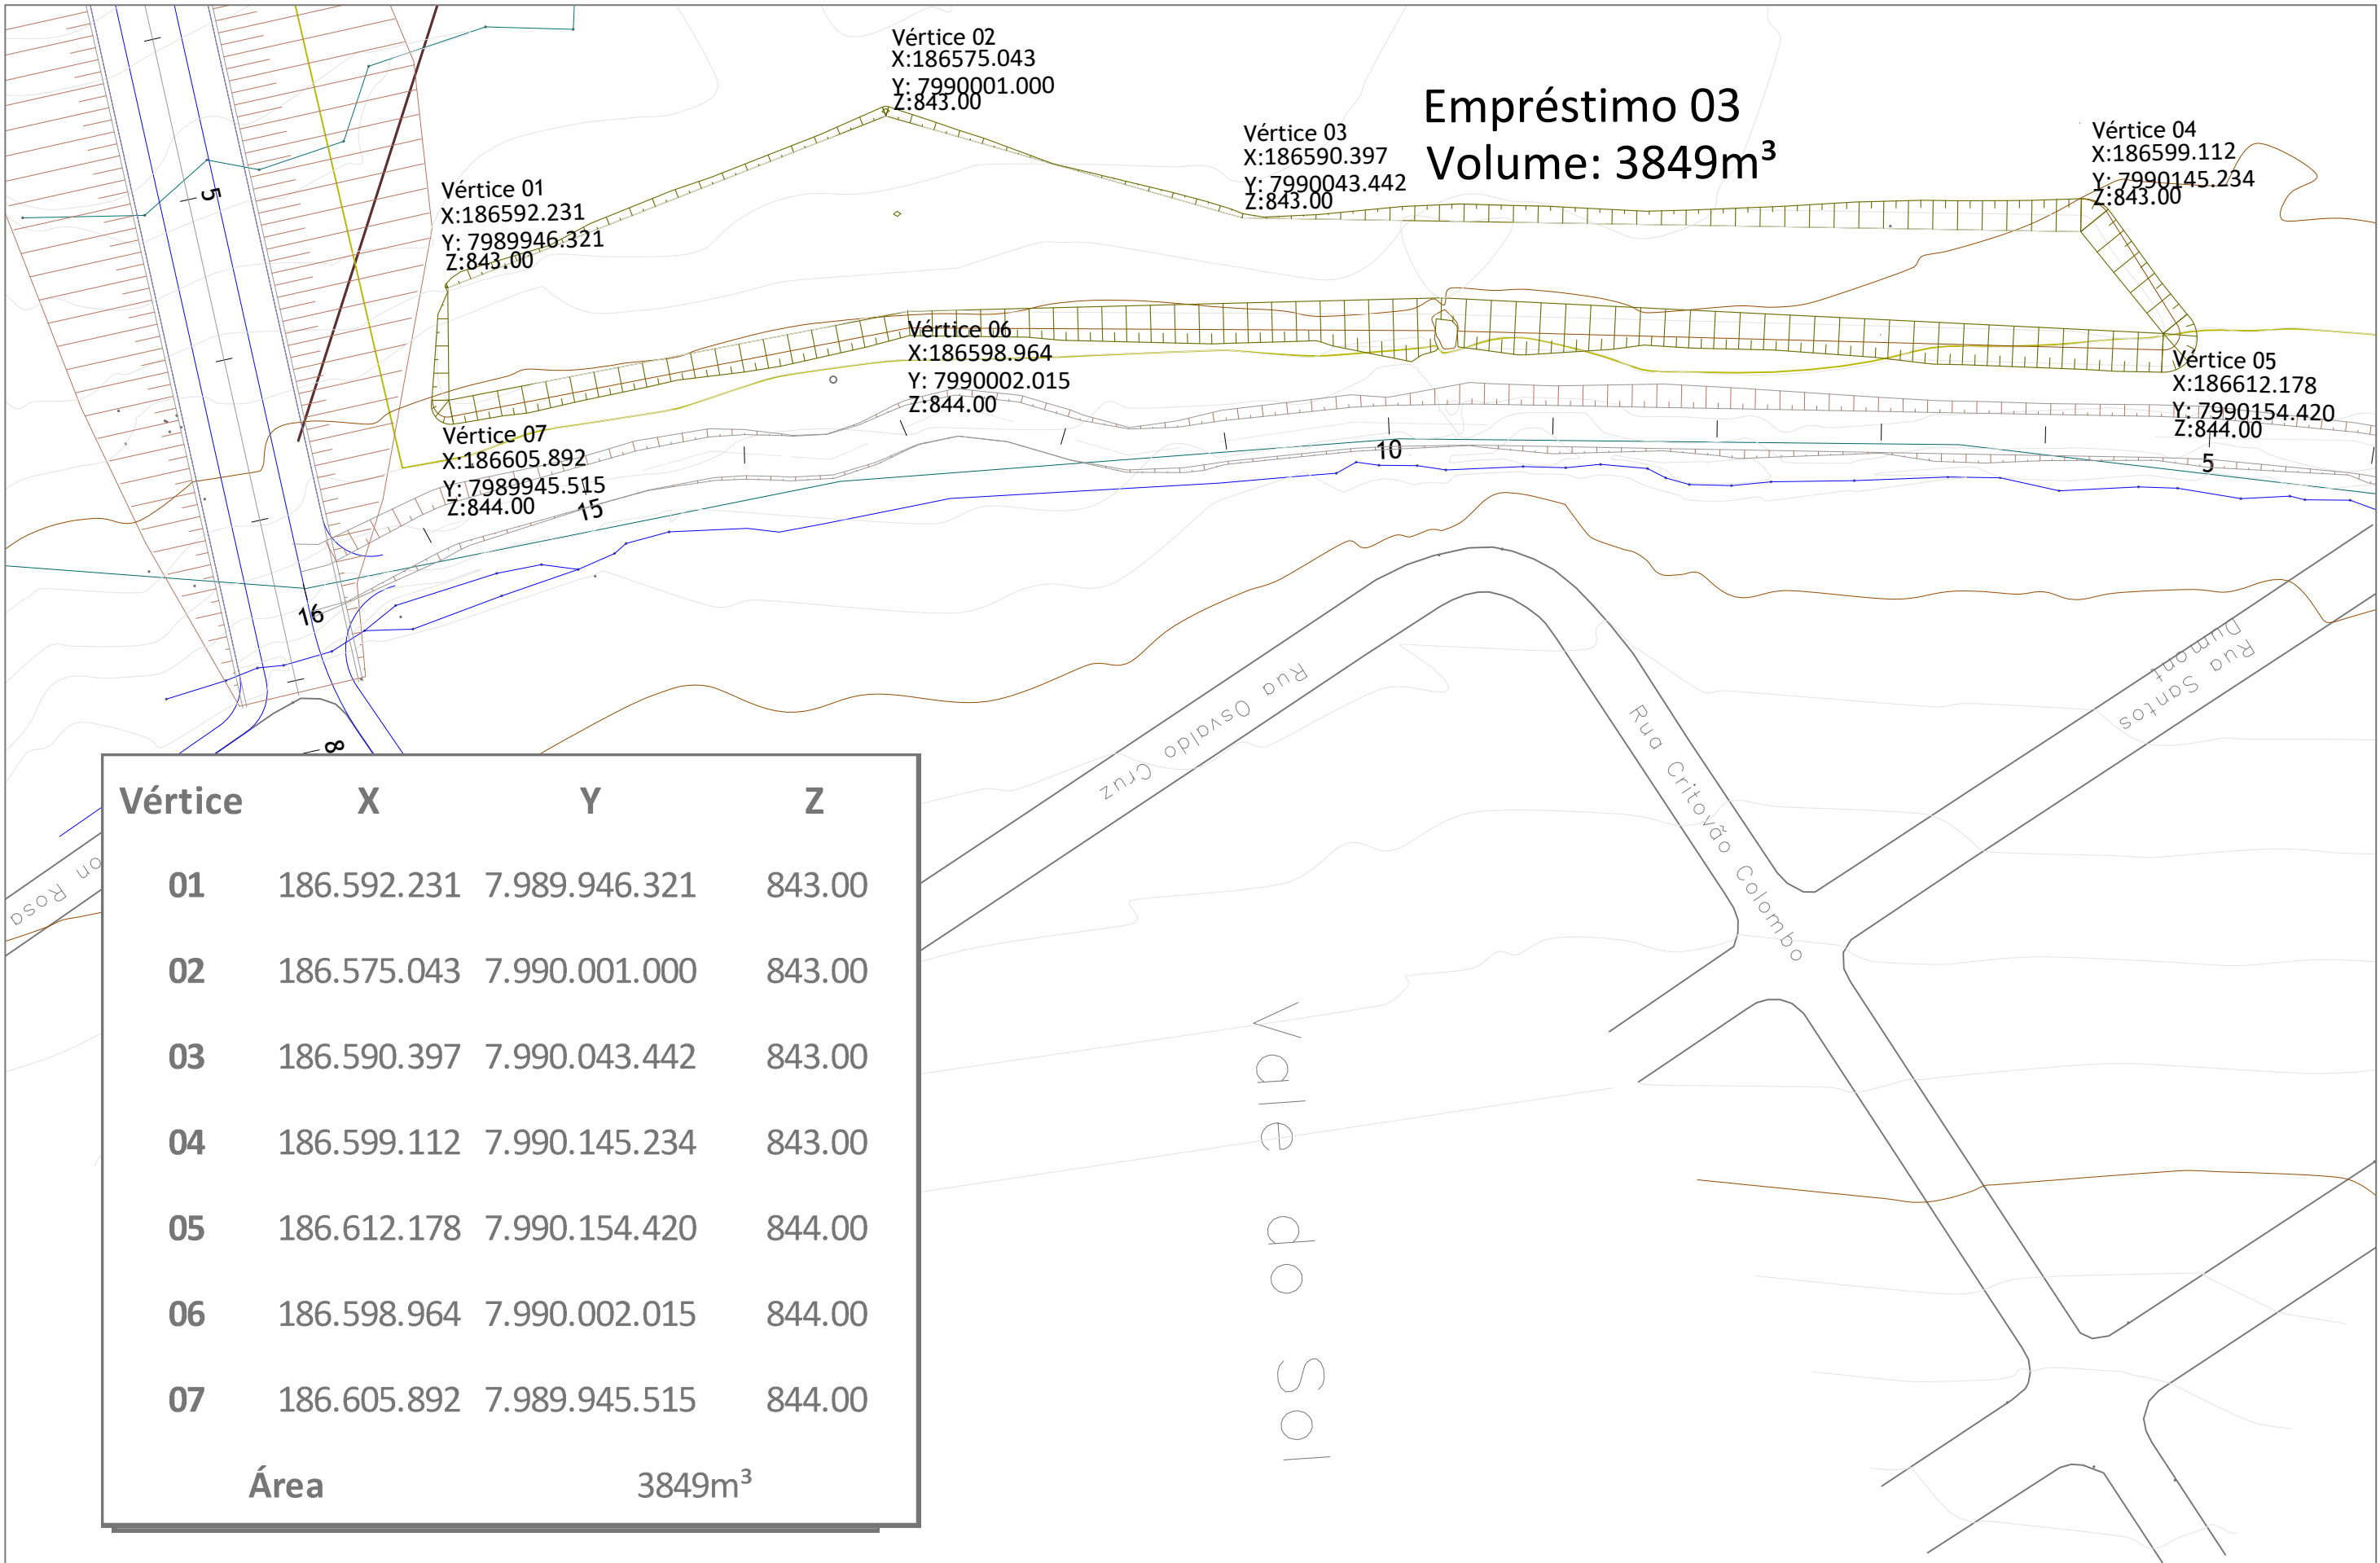 Vértice 02
X:186575.043
Y: 7990001.000
Z:843.00
Empréstimo 03
Volume: 3849m³
Vértice 03
X:186590.397
Y: 7990043.442
Z:843.00
Vértice 04
X:186599.112
Y: 7990145.234
Z:843.00
Vértice 01
X:186592.231
Y: 7989946.321
Z:843.00
5
Vértice 06
X:186598.964
Y: 7990002.015
Z:844.00
Vértice 05
X:186612.178
Y: 7990154.420
Z:844.00
Vértice 07
X:186605.892
Y: 7989945.515
Z:844.00
10
5
15
16
8
Rua Osvaldo Cruz
Rua Critovão Colombo
Rua Santos
Dumont
on Rosa
Vale do Sol
Vértice X Y Z
01 186.592.231 7.989.946.321 843.00
02 186.575.043 7.990.001.000 843.00
03 186.590.397 7.990.043.442 843.00
04 186.599.112 7.990.145.234 843.00
05 186.612.178 7.990.154.420 844.00
06 186.598.964 7.990.002.015 844.00
07 186.605.892 7.989.945.515 844.00
Área 3849m³